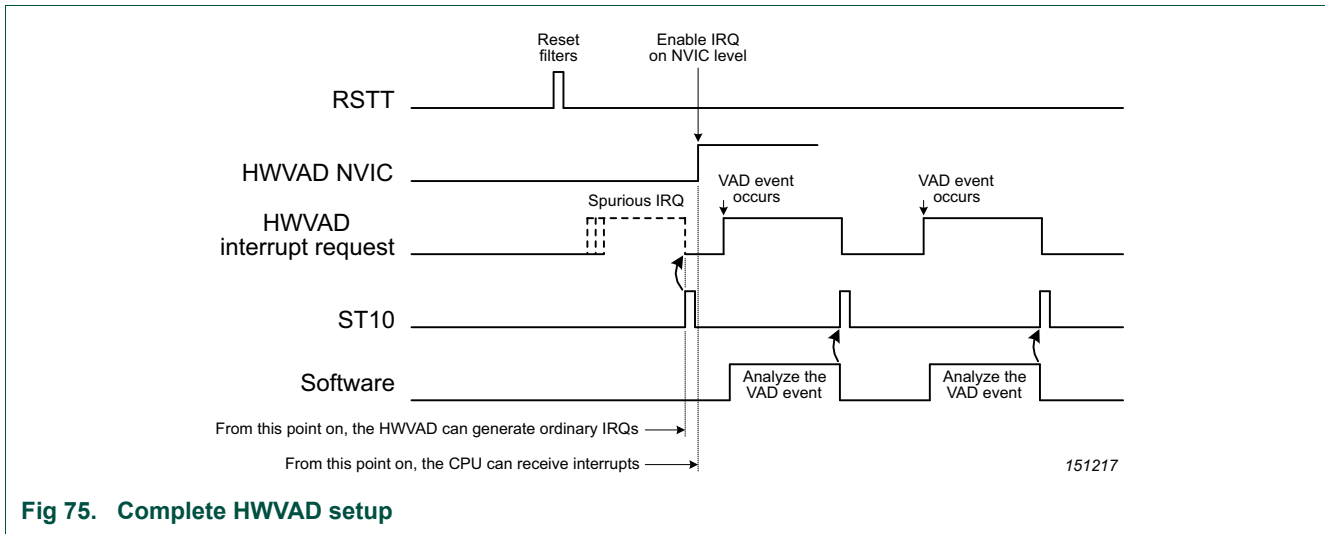 Reset
filters
Enable IRQ
on NVIC level
RSTT
HWVAD NVIC
VAD event
occurs
VAD event
occurs
Spurious IRQ
HWVAD
interrupt request
ST10
Software
Analyze the
VAD event
Analyze the
VAD event
From this point on, the HWVAD can generate ordinary IRQs
From this point on, the CPU can receive interrupts
151217
Fig 75. Complete HWVAD setup